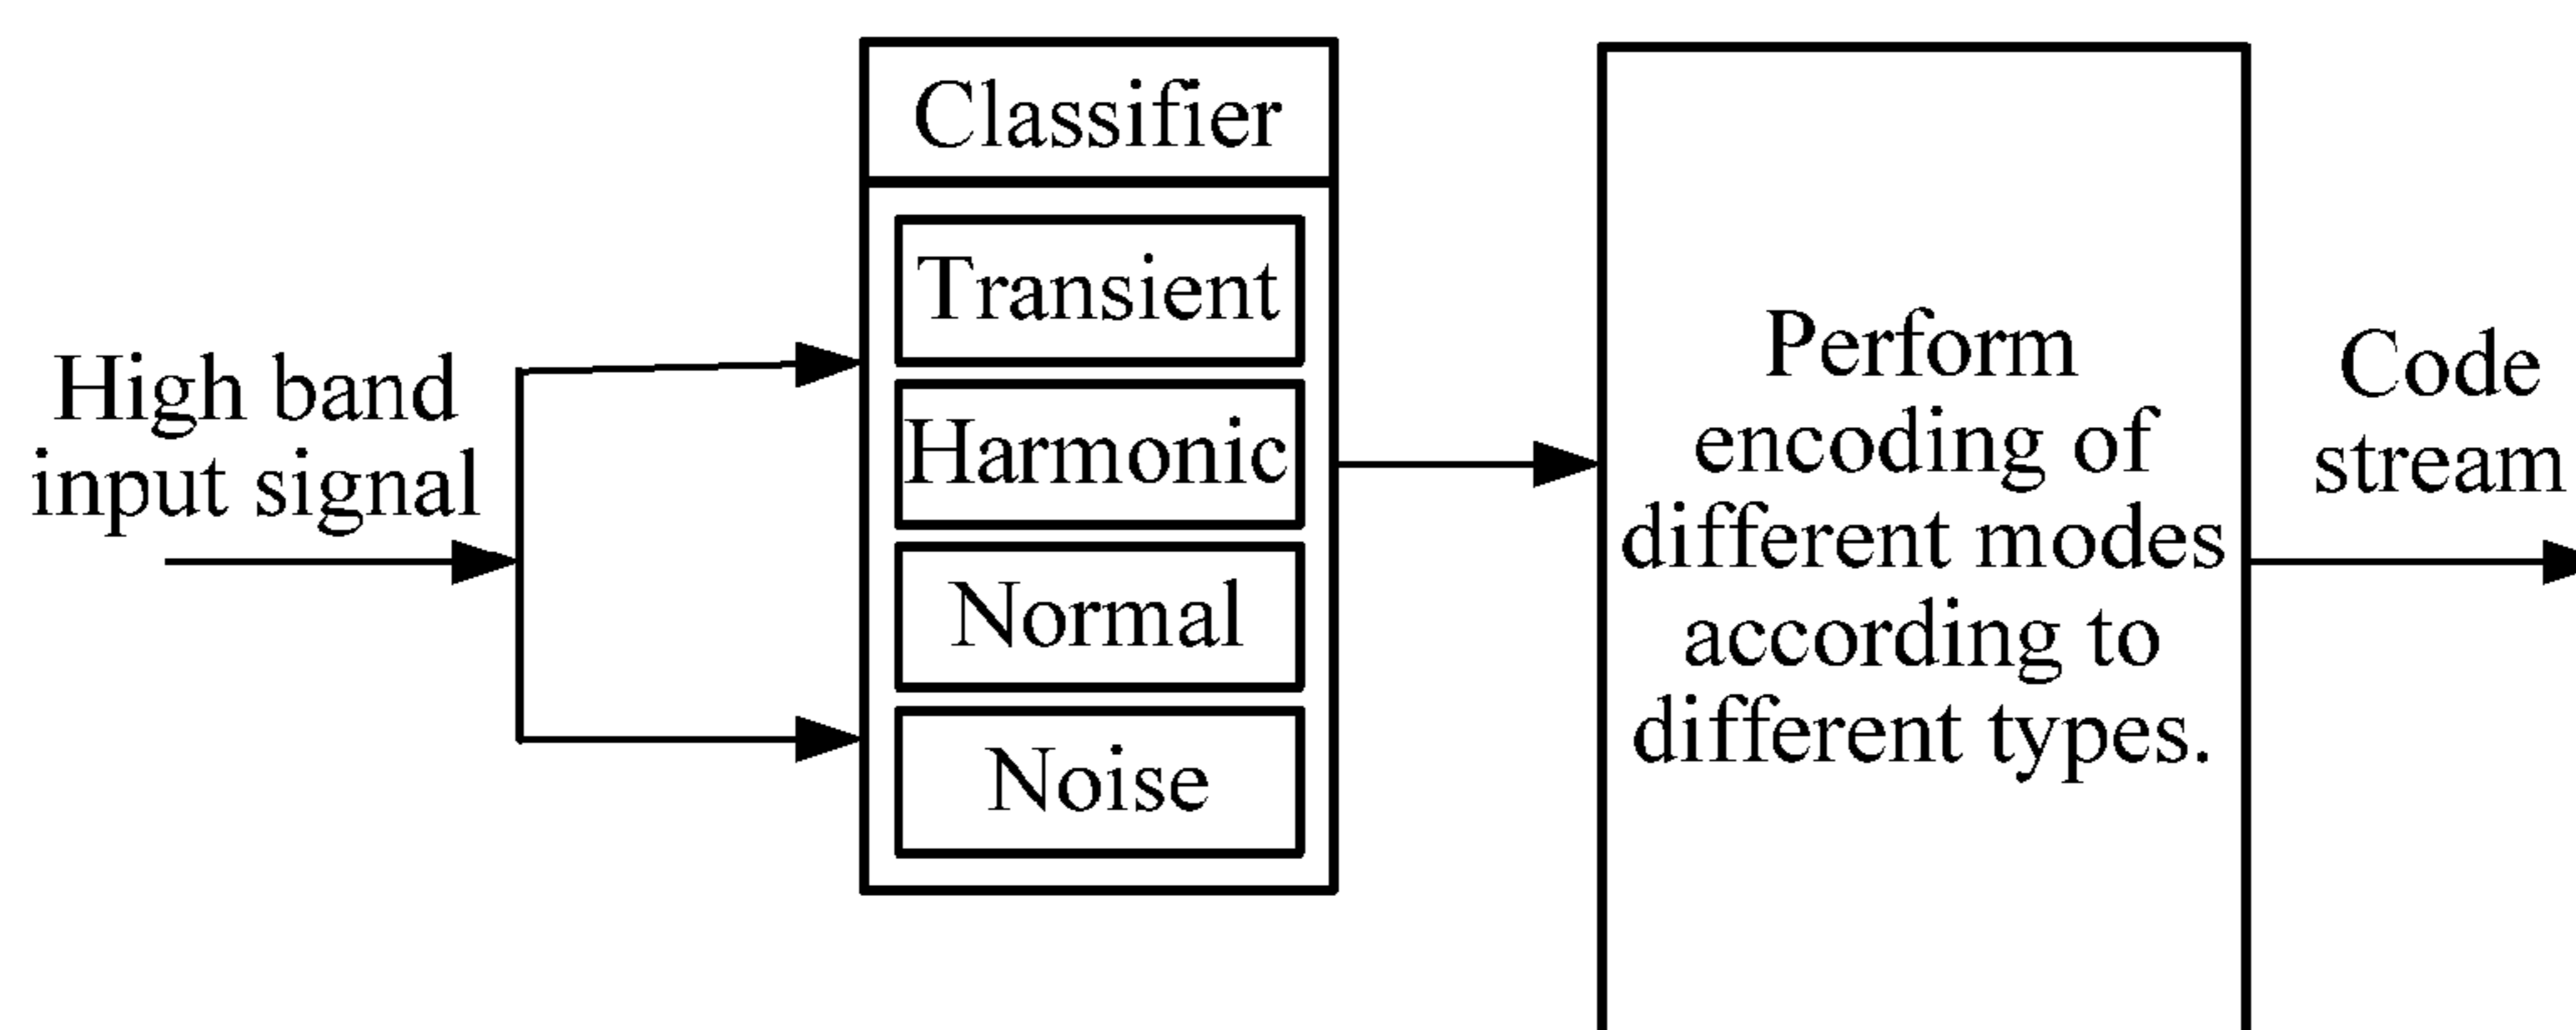 High band
input signal
Classifier
Transient
Harmonic
Normal
Noise
Perform
encoding of
different modes
according to
different types.
Code
stream